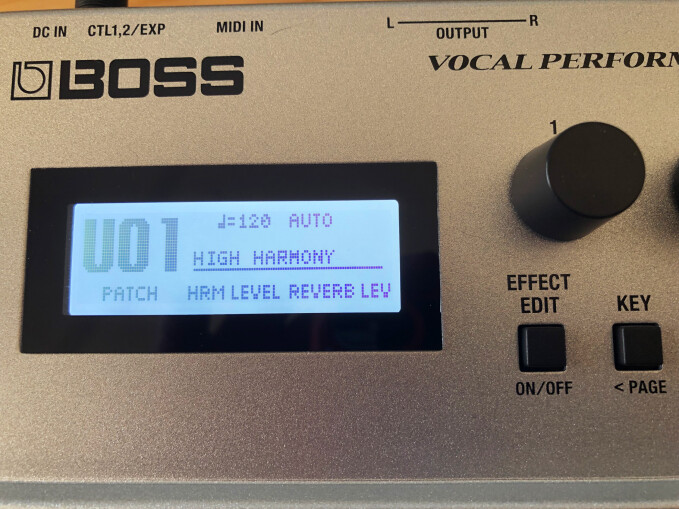 DC IN CTL1,2/EXP MIDI IN L R
OUTPUT
BOSS
VOCAL PERFORM
1
U01 ♩=120 AUTO
HIGH HARMONY
PATCH HRM LEVEL REVERB LEV
EFFECT
EDIT
KEY
ON/OFF
< PAGE